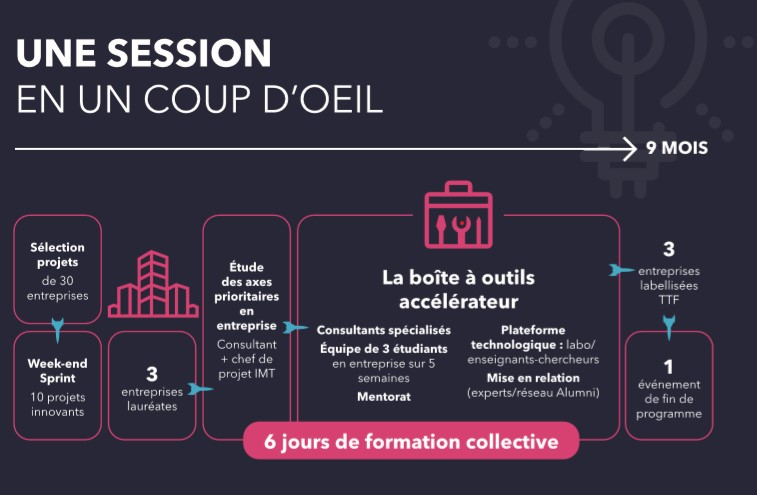 UNE SESSION
EN UN COUP D'OEIL
9 MOIS
Sélection
projets
de 30
entreprises
Week-end
Sprint
10 projets
innovants
3
entreprises
lauréates
Étude
des axes
prioritaires
en
entreprise
Consultant
+ chef de
projet IMT
La boîte à outils
accélérateur
Consultants spécialisés
Équipe de 3 étudiants
en entreprise sur 5
semaines
Mentorat
Plateforme
technologique : labo/
enseignants-chercheurs
Mise en relation
(experts/réseau Alumni)
6 jours de formation collective
3
entreprises
labellisées
TTF
1
événement
de fin de
programme